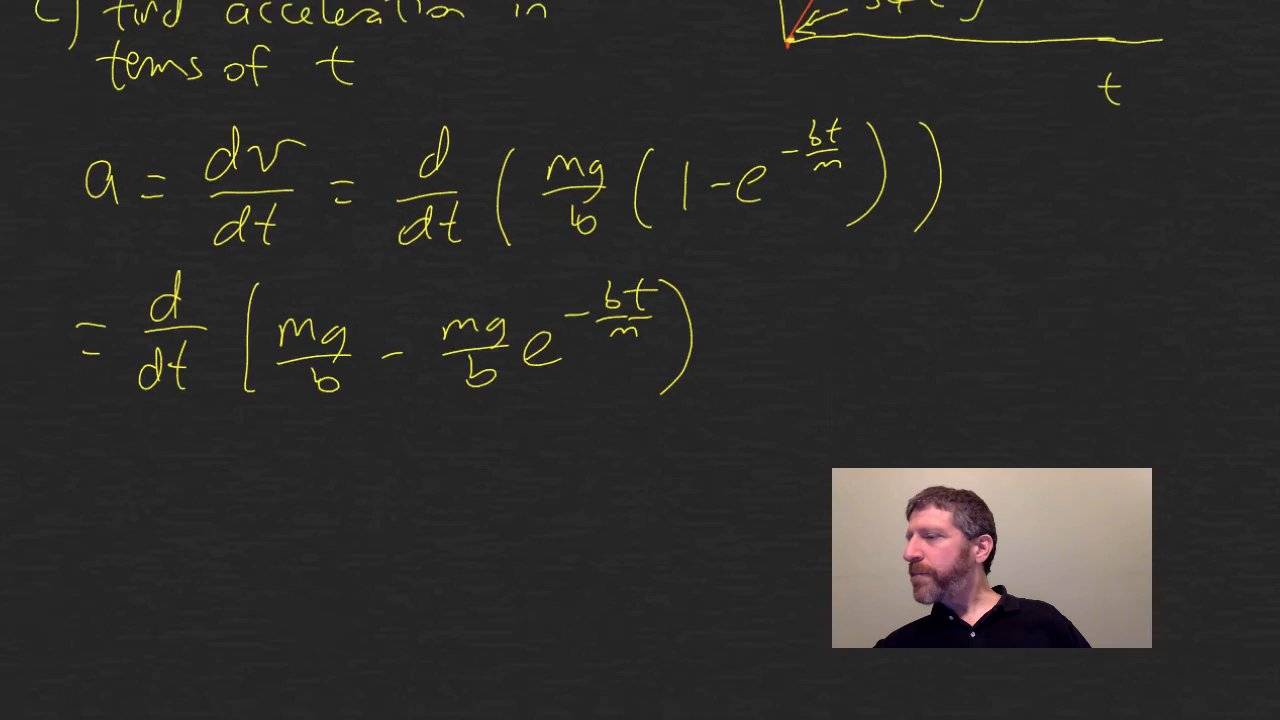 c) find acceleration in
terms of t
t
a = dv/dt = d/dt ( mg/b ( 1 - e^(-bt/m) ) )
= d/dt ( mg/b - mg/b e^(-bt/m) )